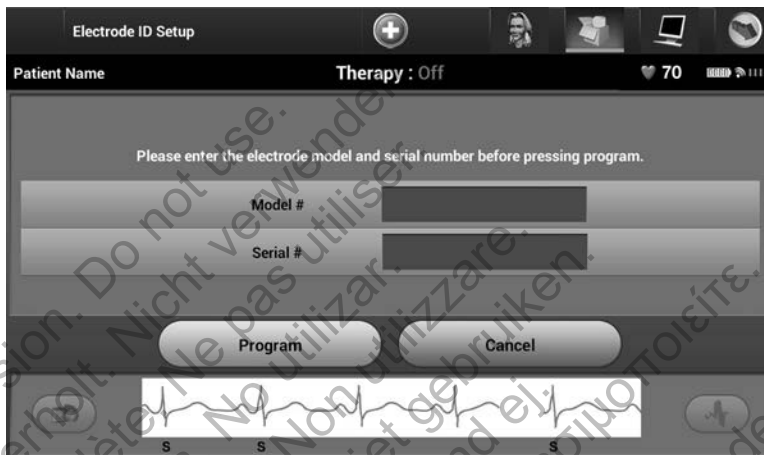 Electrode ID Setup
Patient Name
Therapy : Off
70
Please enter the electrode model and serial number before pressing program.
Model #
Serial #
Program
Cancel
S
S
S
Do not use.
Nicht verwenden
Ne pas utiliser.
No utilizar.
Non utilizzare.
Niet gebruiken.